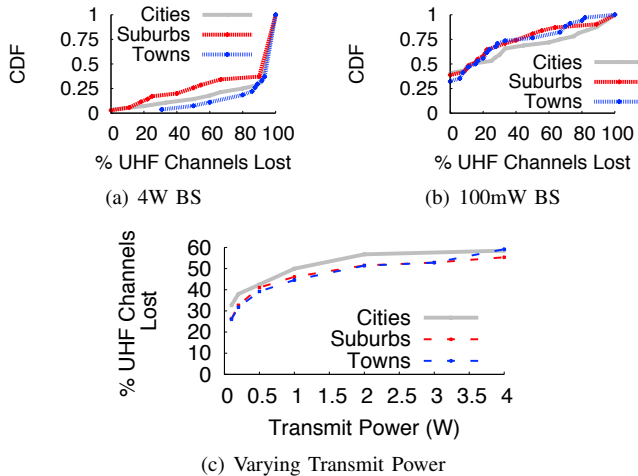 CDF
1
0.75
0.5
0.25
0
Cities
Suburbs
Towns
0 20 40 60 80 100
% UHF Channels Lost
(a) 4W BS
CDF
1
0.75
0.5
0.25
0
Cities
Suburbs
Towns
0 20 40 60 80 100
% UHF Channels Lost
(b) 100mW BS
% UHF Channels
Lost
60
50
40
30
20
10
0
Cities
Suburbs
Towns
0 0.5 1 1.5 2 2.5 3 3.5 4
Transmit Power (W)
(c) Varying Transmit Power